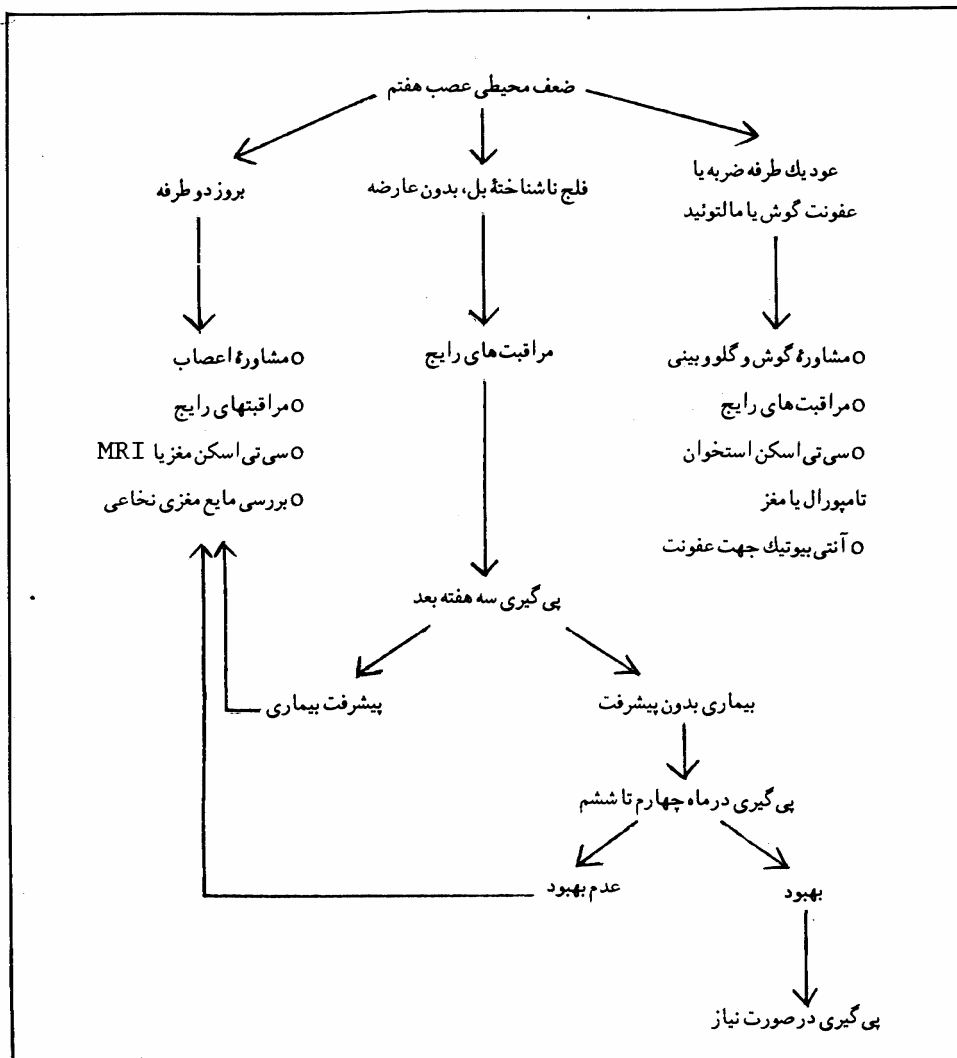 ضعف محیطی عصب هفتم
عود یك طرفه ضربه یا
عفونت گوش یا مالتوئید
فلج ناشناختهٔ بل، بدون عارضه
بروز دو طرفه
o مشاورهٔ گوش و گلو و بینی
o مراقبت‌های رایج
o سی‌تی اسکن استخوان
تامپورال یا مغز
o آنتی بیوتیك جهت عفونت
مراقبت‌های رایج
o مشاورهٔ اعصاب
o مراقبتهای رایج
o سی‌تی اسکن مغز یا MRI
o بررسی مایع مغزی نخاعی
پی گیری سه هفته بعد
بیماری بدون پیشرفت
پیشرفت بیماری
پی گیری در ماه چهارم تا ششم
بهبود
عدم بهبود
پی گیری در صورت نیاز